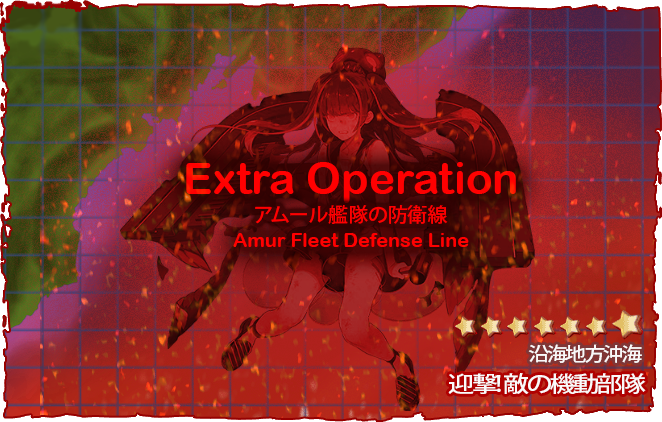 Extra Operation
アムール艦隊の防衛線
Amur Fleet Defense Line
沿海地方沖海
迎撃!敵の機動部隊